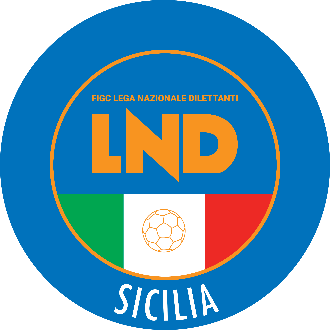 FIGC LEGA NAZIONALE DILETTANTI
LND
SICILIA